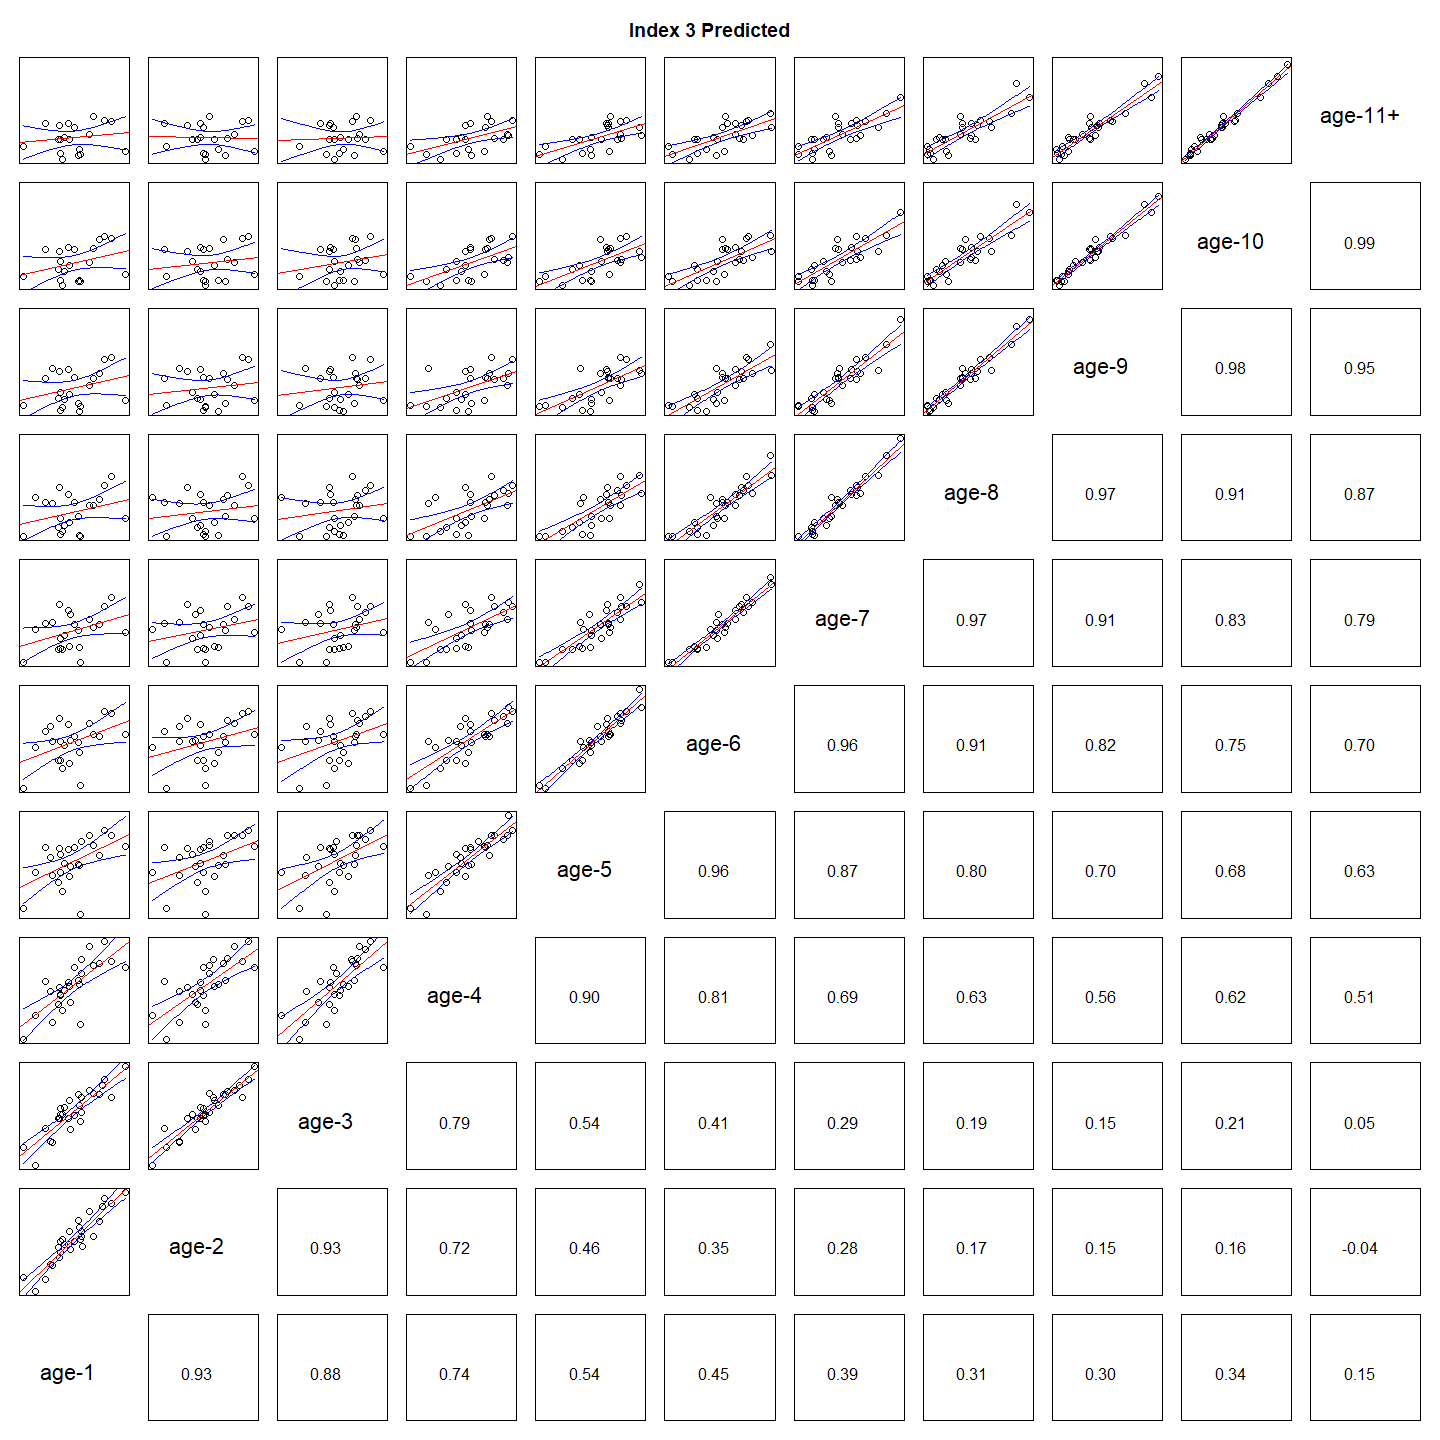 Index 3 Predicted
age-11+
age-10 0.99
age-9 0.98 0.95
age-8 0.97 0.91 0.87
age-7 0.97 0.91 0.83 0.79
age-6 0.96 0.91 0.82 0.75 0.70
age-5 0.96 0.87 0.80 0.70 0.68 0.63
age-4 0.90 0.81 0.69 0.63 0.56 0.62 0.51
age-3 0.79 0.54 0.41 0.29 0.19 0.15 0.21 0.05
age-2 0.93 0.72 0.46 0.35 0.28 0.17 0.15 0.16 -0.04
age-1 0.93 0.88 0.74 0.54 0.45 0.39 0.31 0.30 0.34 0.15